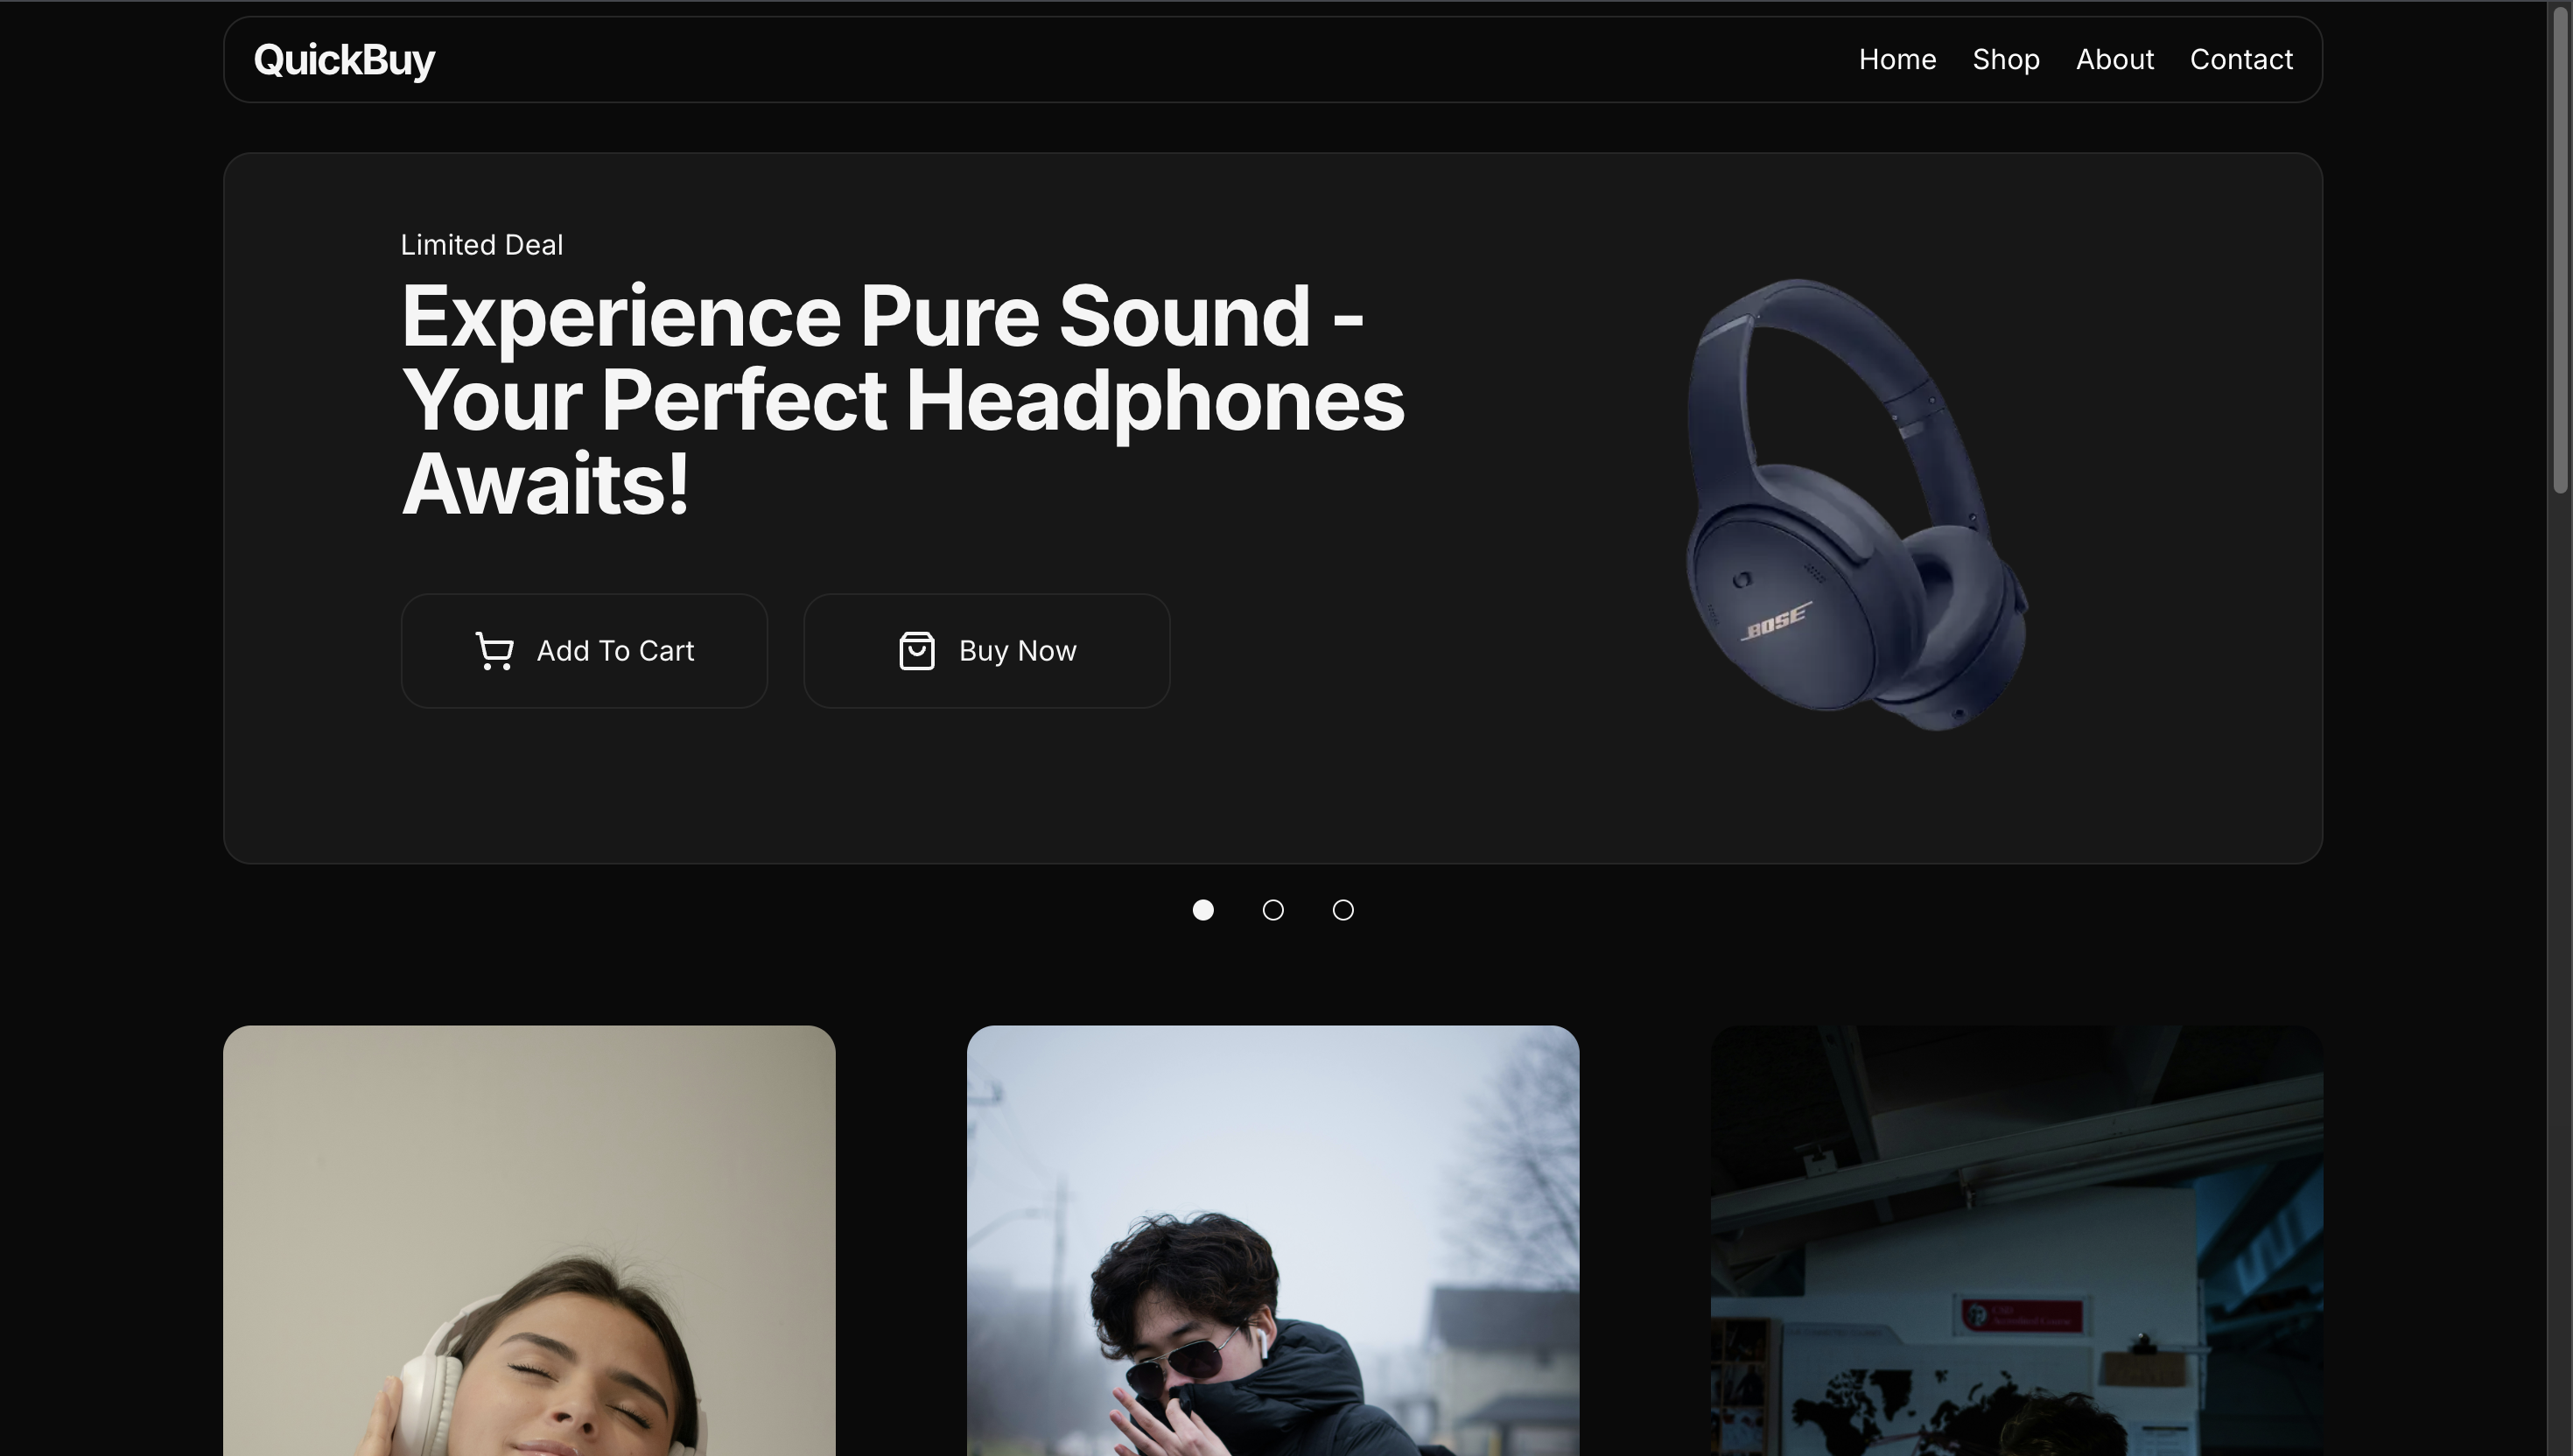 QuickBuy
Home Shop About Contact
Limited Deal
Experience Pure Sound -
Your Perfect Headphones
Awaits!
BOSE
Add To Cart
Buy Now